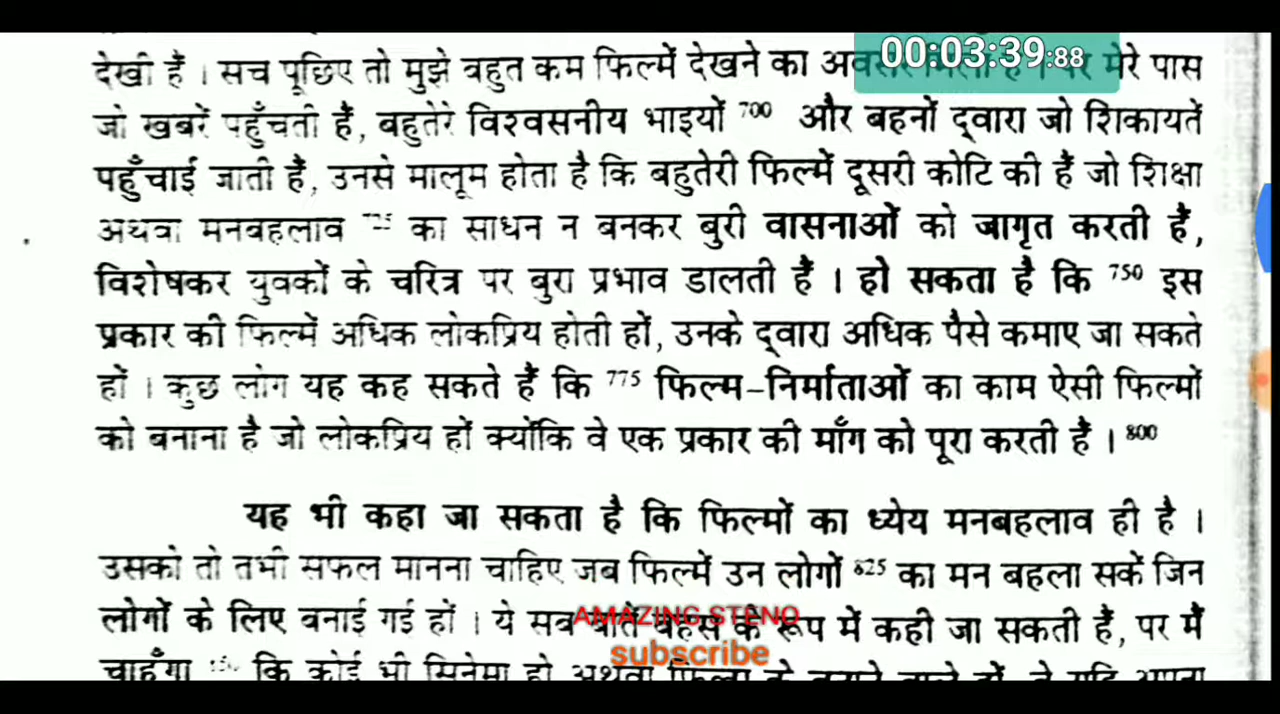 00:03:39:88
देखी हैं । सच पूछिए तो मुझे बहुत कम फिल्में देखने का मेरे पास
जो खबरें पहुँचती हैं, बहुतेरे विश्वसनीय भाइयों 700 और बहनों द्वारा जो शिकायतें
पहुँचाई जाती हैं, उनसे मालूम होता है कि बहुतेरी फिल्में दूसरी कोटि की हैं जो शिक्षा
अथवा मनबहलाव का साधन न बनकर बुरी वासनाओं को जागृत करती हैं,
विशेषकर युवकों के चरित्र पर बुरा प्रभाव डालती हैं । हो सकता है कि 750 इस
प्रकार की फिल्में अधिक लोकप्रिय होती हों, उनके द्वारा अधिक पैसे कमाए जा सकते
हों । कुछ लोग यह कह सकते हैं कि 775 फिल्म-निर्माताओं का काम ऐसी फिल्मों
को बनाना है जो लोकप्रिय हों क्योंकि वे एक प्रकार की माँग को पूरा करती हैं । 800
यह भी कहा जा सकता है कि फिल्मों का ध्येय मनबहलाव ही है ।
उसको तो तभी सफल मानना चाहिए जब फिल्में उन लोगों 825 का मन बहला सकें जिन
लोगों के लिए बनाई गई हों । ये सब बातें बहस के रूप में कही जा सकती हैं, पर मैं
AMAZING STENO
subscribe
चाहूँगा कि कोई भी सिनेमा हो अथवा